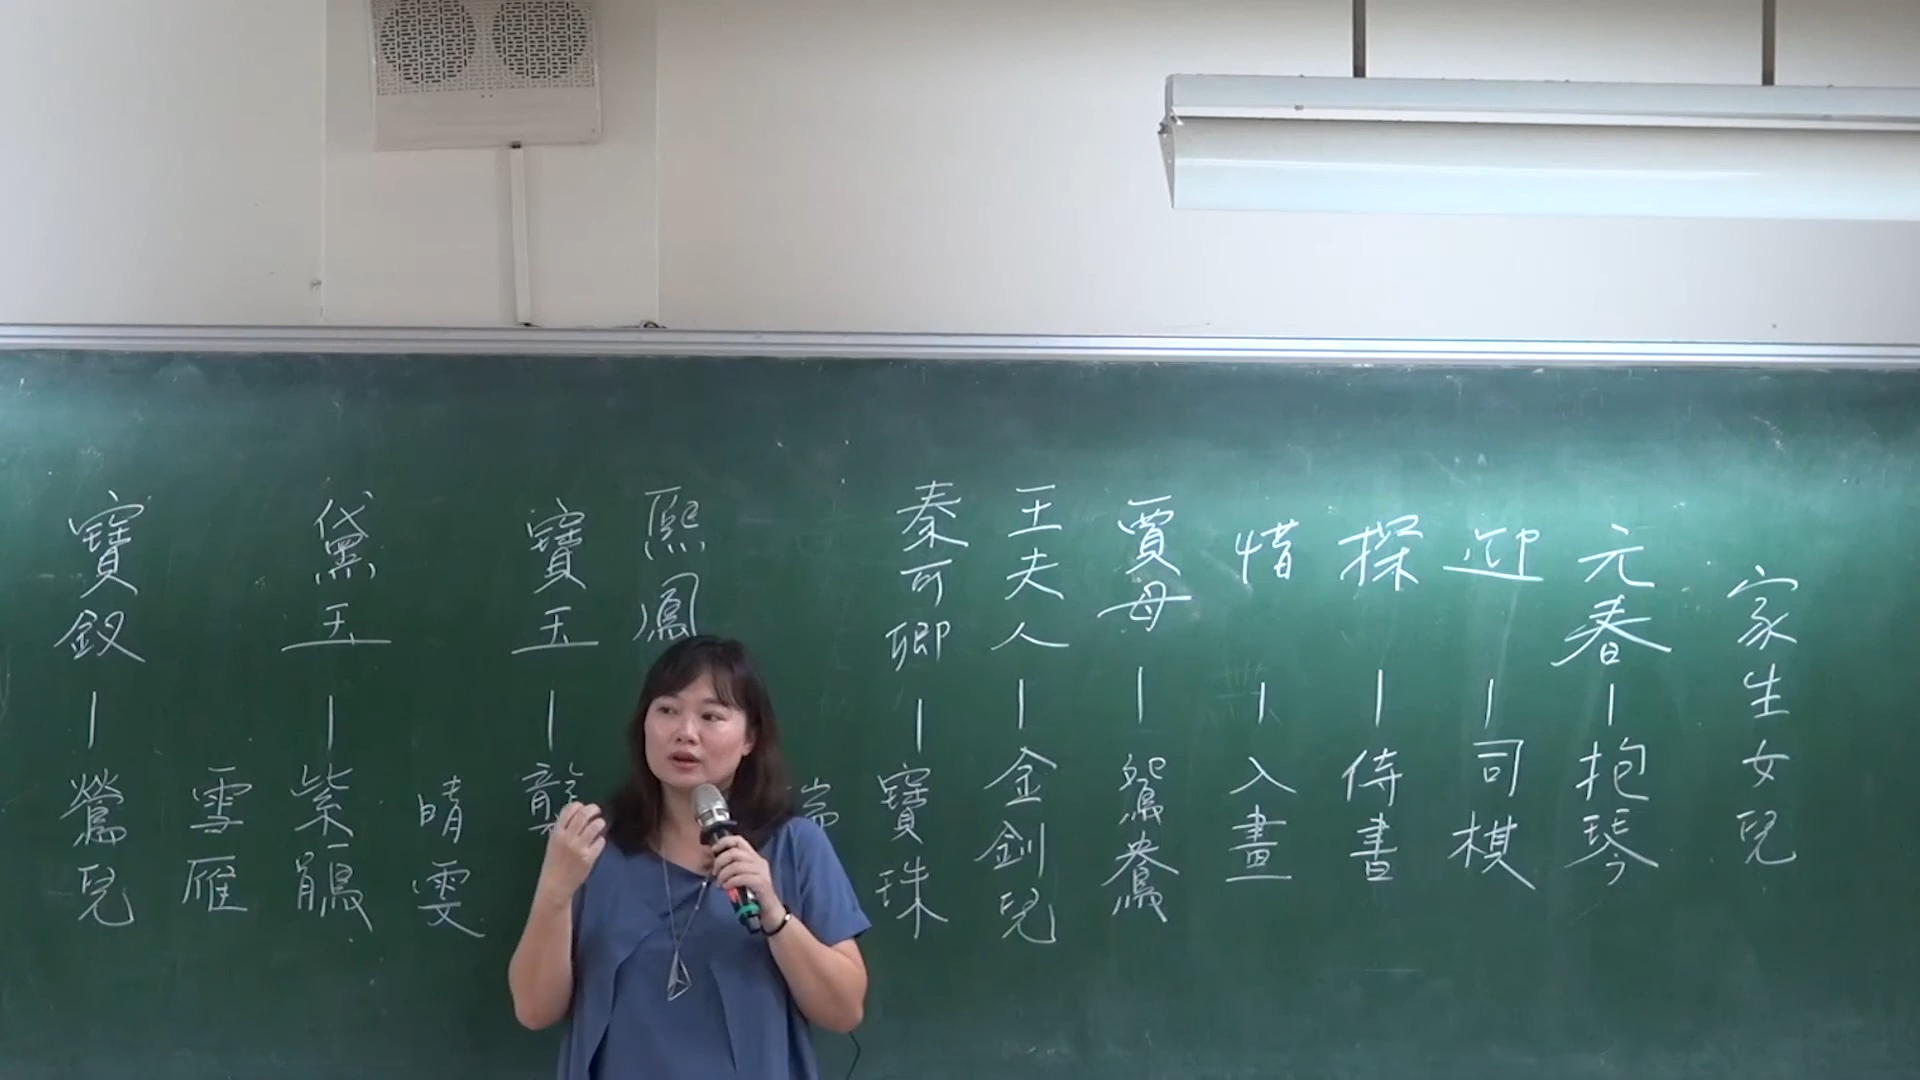 家生女兒
元春－抱琴
迎－司棋
探－侍書
惜－入畫
賈母－鴛鴦
王夫人－金釧兒
秦可卿－寶珠
瑞
熙鳳
寶玉－襲
晴雯
黛玉－紫鵑
雪雁
寶釵－鶯兒